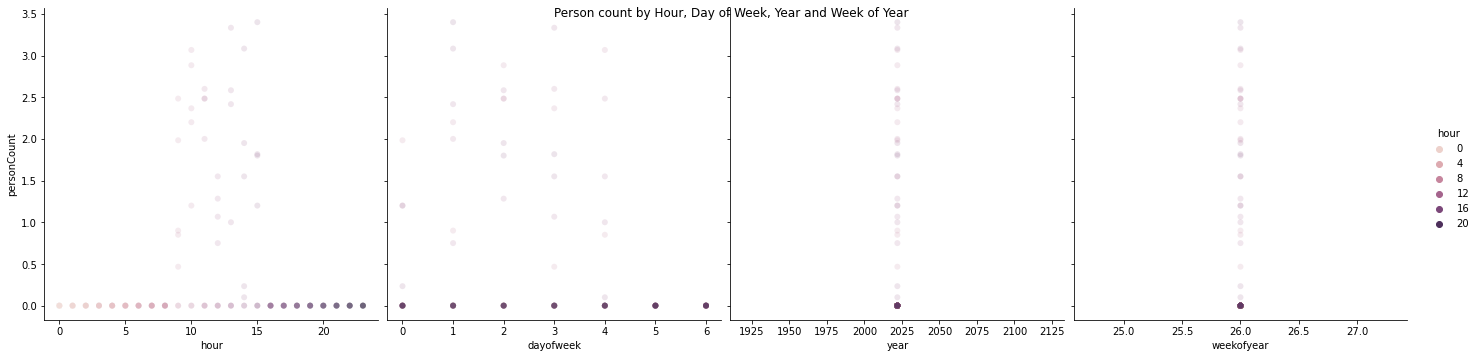 Person count by Hour, Day of Week, Year and Week of Year
personCount
3.5
3.0
2.5
2.0
1.5
1.0
0.5
0.0
0 5 10 15 20
hour
0 1 2 3 4 5 6
dayofweek
1925 1950 1975 2000 2025 2050 2075 2100 2125
year
25.0 25.5 26.0 26.5 27.0
weekofyear
hour
0
4
8
12
16
20